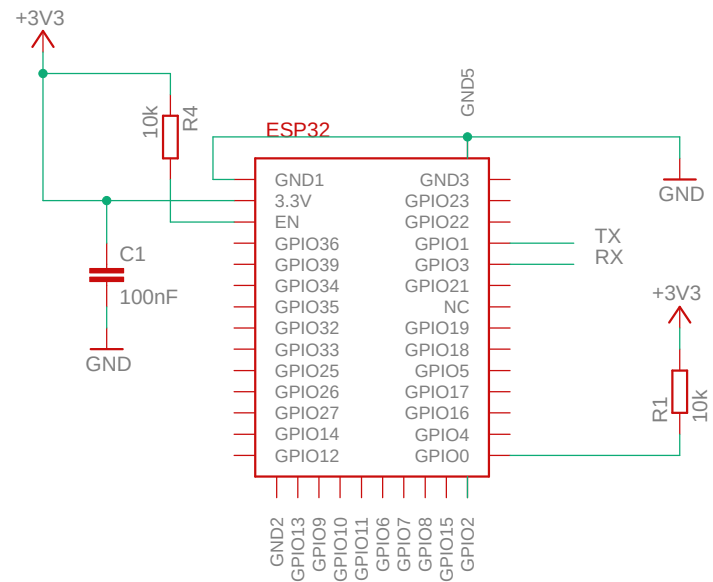 +3V3
10k
R4
GND5
ESP32
GND1
3.3V
EN
GPIO36
GPIO39
GPIO34
GPIO35
GPIO32
GPIO33
GPIO25
GPIO26
GPIO27
GPIO14
GPIO12
GND3
GPIO23
GPIO22
GPIO1
GPIO3
GPIO21
NC
GPIO19
GPIO18
GPIO5
GPIO17
GPIO16
GPIO4
GPIO0
GND
TX
RX
C1
100nF
GND
+3V3
R1
10k
GND2
GPIO13
GPIO9
GPIO10
GPIO11
GPIO6
GPIO7
GPIO8
GPIO15
GPIO2